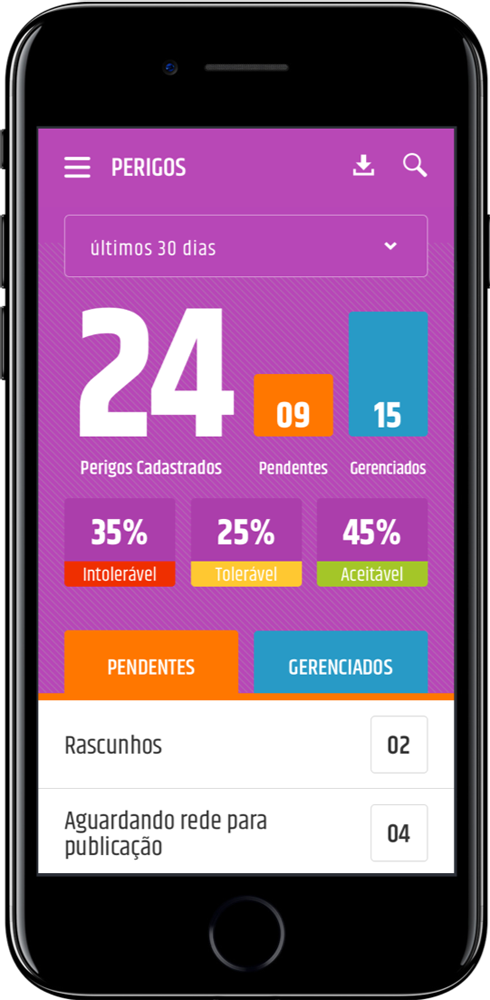 PERIGOS
últimos 30 dias
24
09
15
Perigos Cadastrados
Pendentes
Gerenciados
35%
25%
45%
Intolerável
Tolerável
Aceitável
PENDENTES
GERENCIADOS
Rascunhos
02
Aguardando rede para
publicação
04